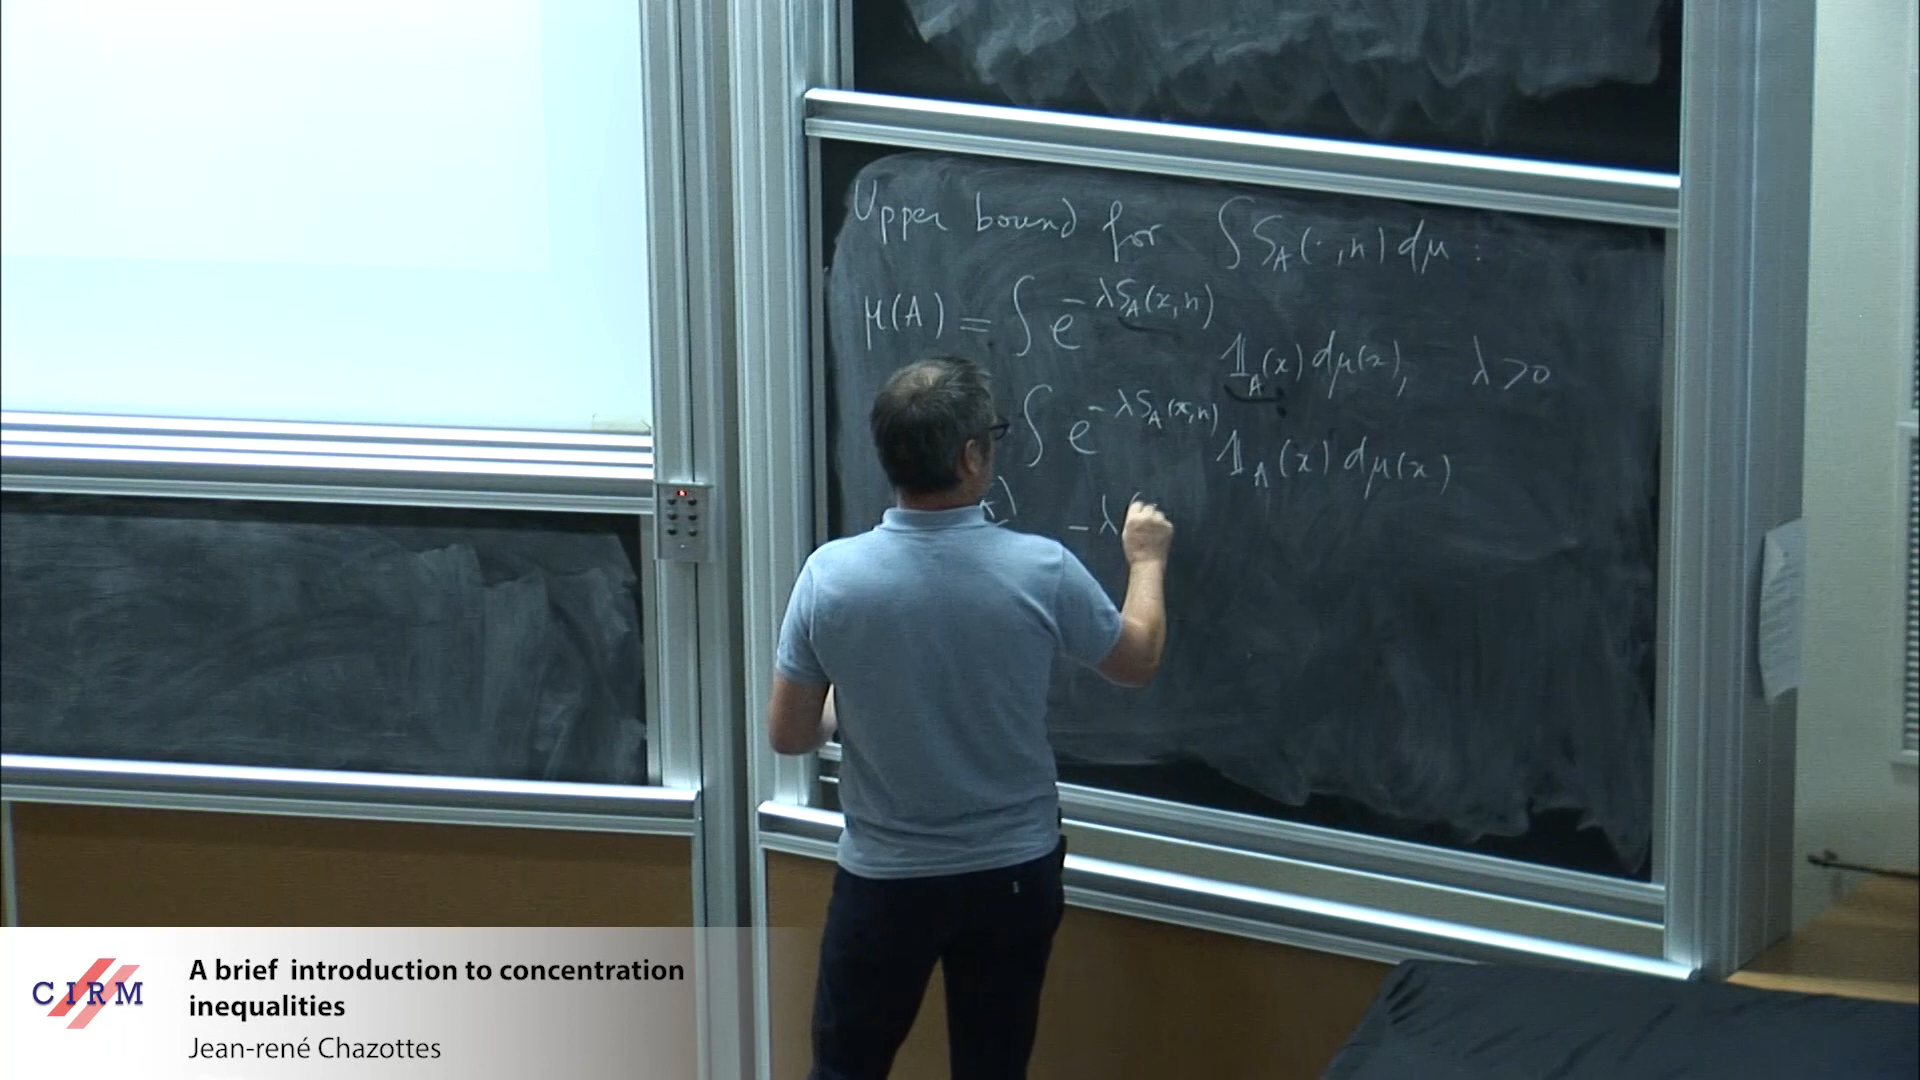 Upper bound for ∫ S_A(·,n) dμ :
μ(A) = ∫ e^{-λS_A(x,n)} 𝟙_A(x) dμ(x), λ>0
∫ e^{-λS_A(x,n)} 𝟙_A(x) dμ(x)
-λ
CIRM
A brief introduction to concentration
inequalities
Jean-rené Chazottes